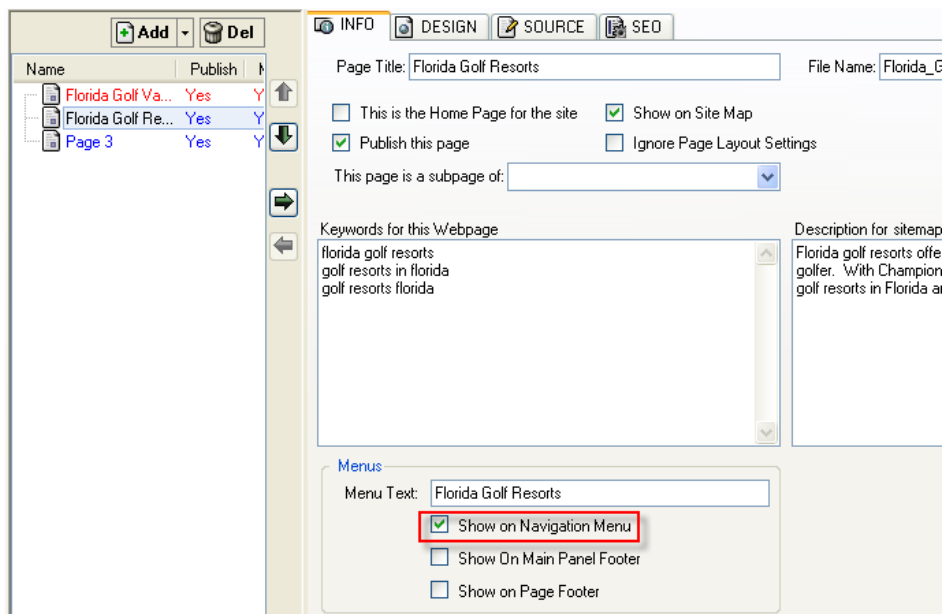 Add Del
Name Publish
Florida Golf Va... Yes Y
Florida Golf Re... Yes Y
Page 3 Yes Y
INFO DESIGN SOURCE SEO
Page Title: Florida Golf Resorts File Name: Florida_G
This is the Home Page for the site Show on Site Map
Publish this page Ignore Page Layout Settings
This page is a subpage of:
Keywords for this Webpage
florida golf resorts
golf resorts in florida
golf resorts florida
Description for sitemap
Florida golf resorts offe
golfer. With Champion
golf resorts in Florida a
Menus
Menu Text: Florida Golf Resorts
Show on Navigation Menu
Show On Main Panel Footer
Show on Page Footer